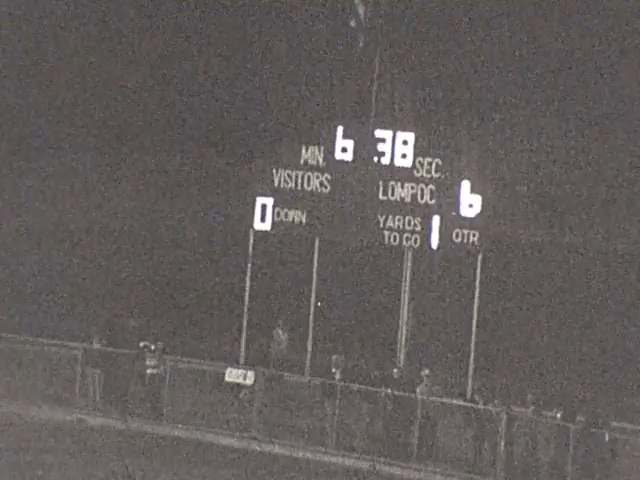 MIN. 6 38 SEC.
VISITORS LOMPOC 6
0 DOWN YARDS TO GO 1 QTR